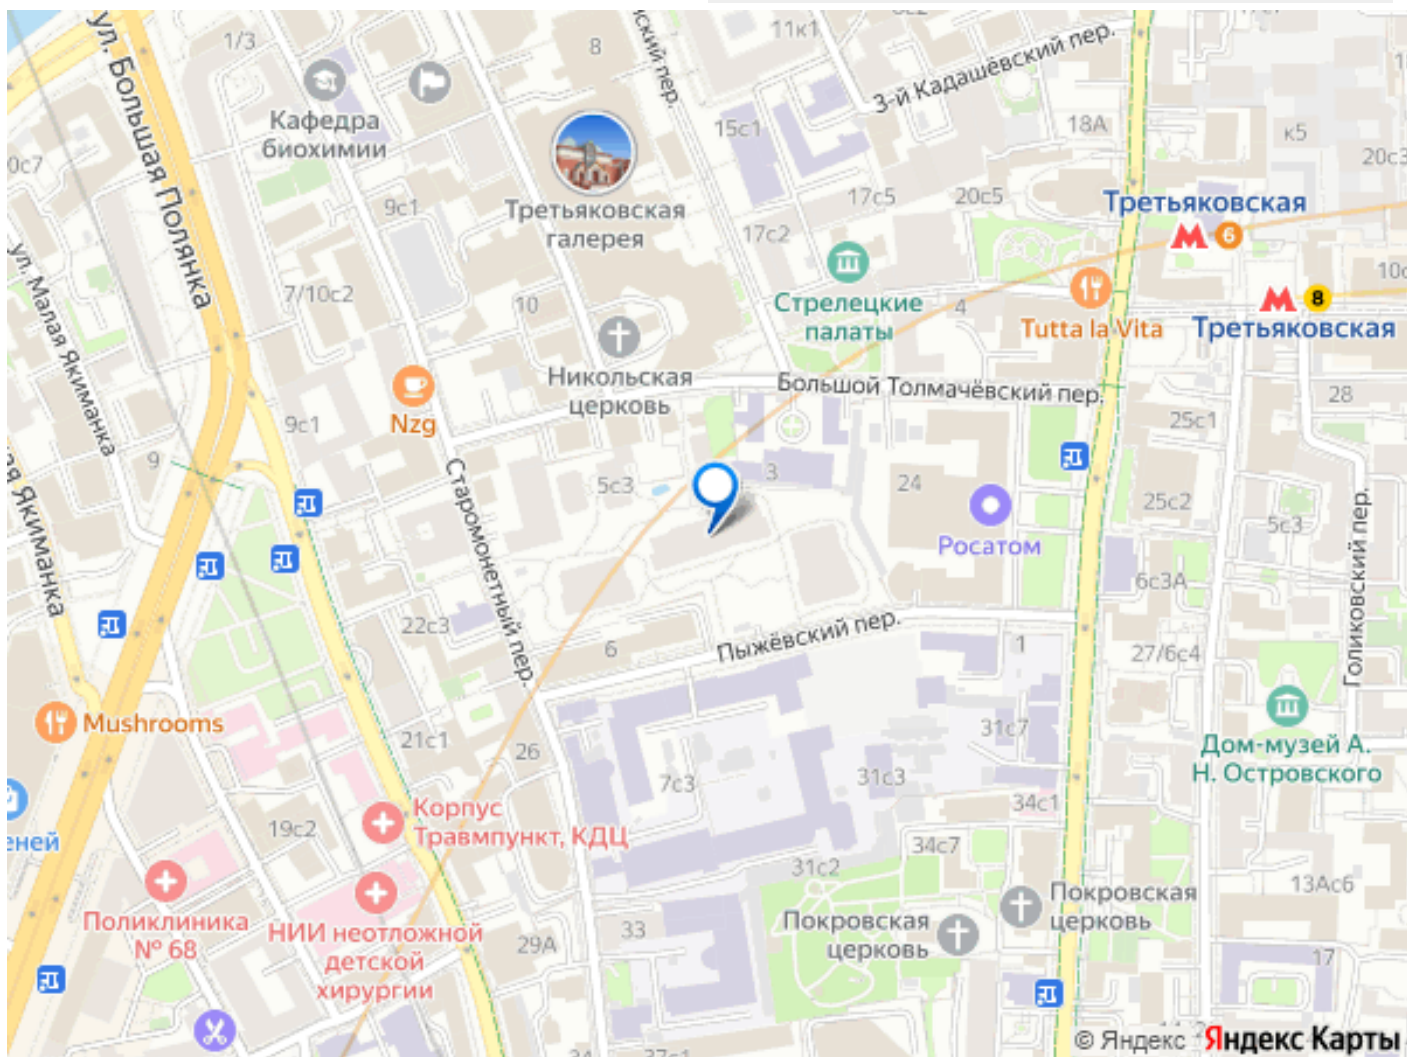 1/3
8
11к1
3-й Кадашёвский пер.
ул. Большая Полянка
Кафедра
биохимии
15с1
18А
к5
20с3
9с1
Третьяковская
галерея
17с5
20с5
17с2
Третьяковская
6
ул. Малая Якиманка
7/10с2
10
Стрелецкие
палаты
4
Tutta la Vita
8
Третьяковская
Никольская
церковь
Большой Толмачёвский пер.
28
Nzg
9с1
25с1
9
5с3
3
24
25с2
5с3
Росатом
Старомонетный пер.
Голиковский пер.
Якиманка
6с3А
22с3
6
Пыжёвский пер.
1
27/6с4
Mushrooms
21с1
26
7с3
31с7
31с3
Дом-музей А.
Н. Островского
34с1
Корпус
Травмпункт, КДЦ
19с2
34с7
31с2
13Ас6
Поликлиника
№ 68
НИИ неотложной
детской
хирургии
29А
33
Покровская
церковь
Покровская
церковь
17
34
37с1
© Яндекс Яндекс Карты